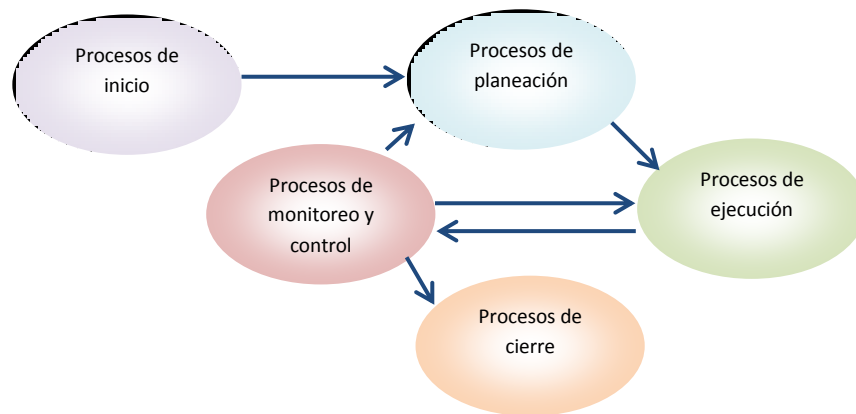 Procesos de
inicio
Procesos de
planeación
Procesos de
monitoreo y
control
Procesos de
ejecución
Procesos de
cierre